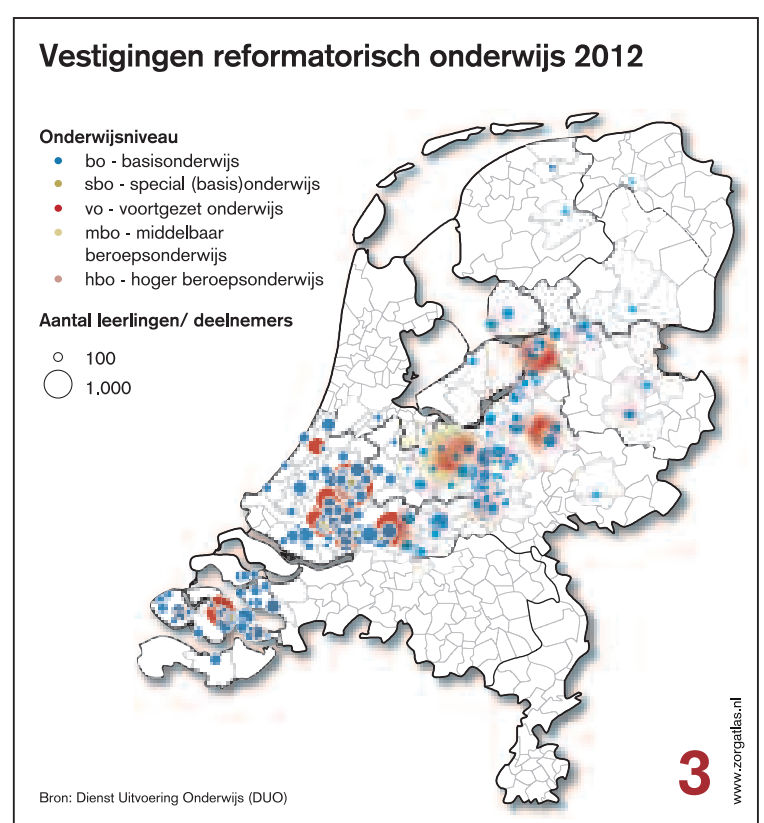 Vestigingen reformatorisch onderwijs 2012
Onderwijsniveau
bo - basisonderwijs
sbo - special (basis)onderwijs
vo - voortgezet onderwijs
mbo - middelbaar
beroepsonderwijs
hbo - hoger beroepsonderwijs
Aantal leerlingen/ deelnemers
100
1.000
Bron: Dienst Uitvoering Onderwijs (DUO)
3
www.zorgatlas.nl